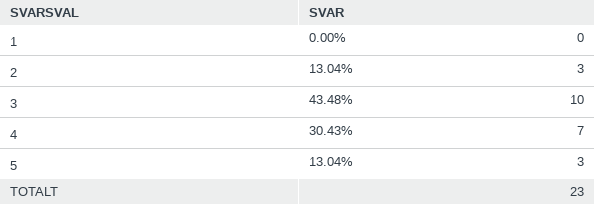 SVARSVAL SVAR
1 0.00% 0
2 13.04% 3
3 43.48% 10
4 30.43% 7
5 13.04% 3
TOTALT 23